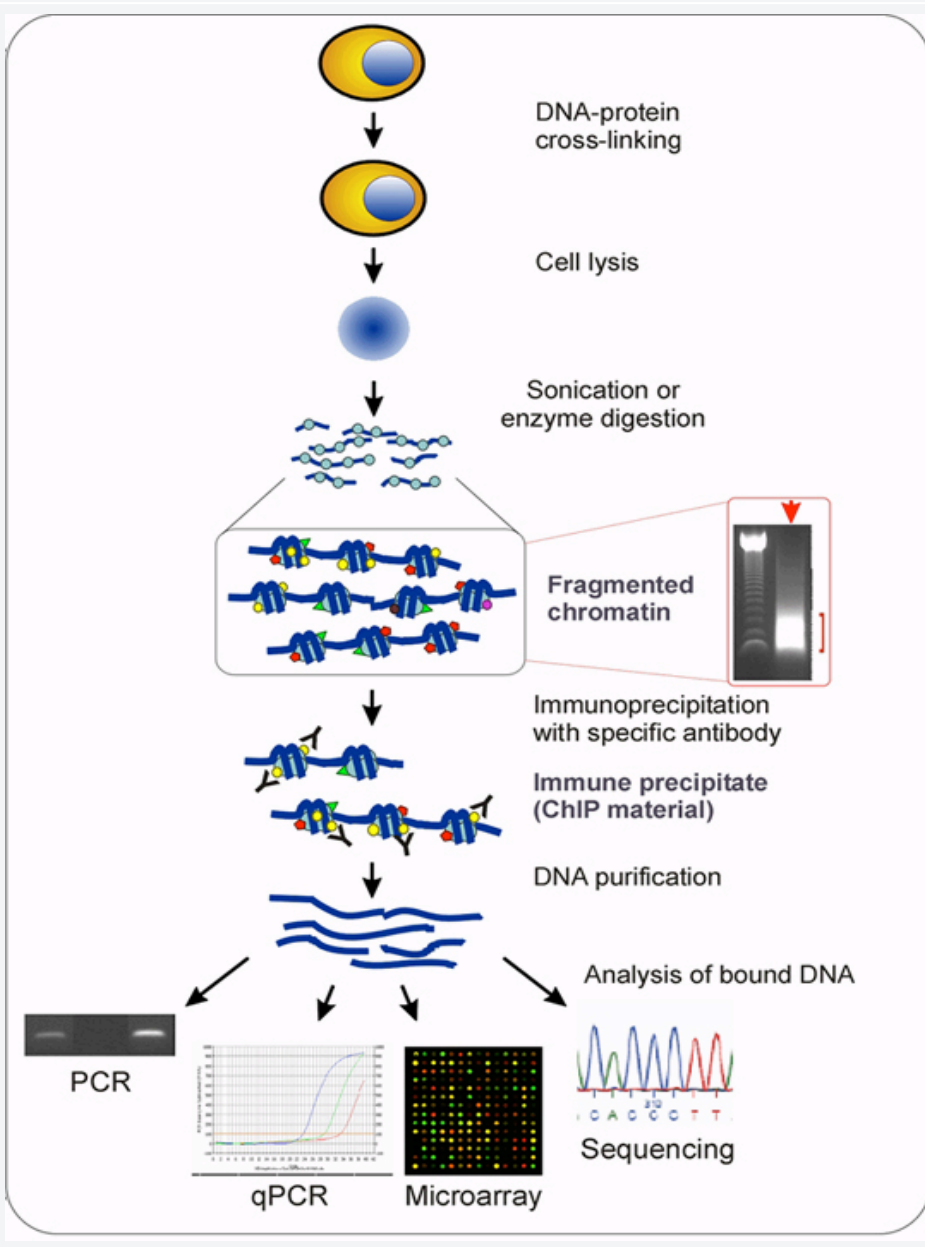 DNA-protein
cross-linking
Cell lysis
Sonication or
enzyme digestion
Fragmented
chromatin
Immunoprecipitation
with specific antibody
Immune precipitate
(ChIP material)
DNA purification
Analysis of bound DNA
PCR
qPCR
Microarray
Sequencing